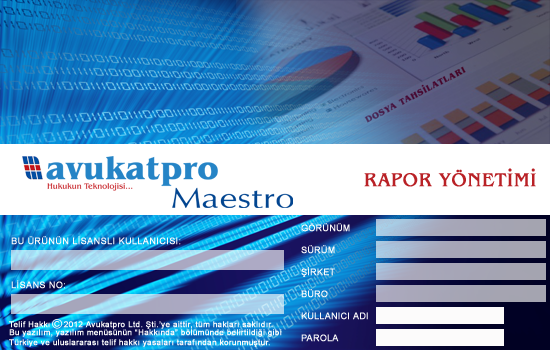 DOSYA TAHSİLATLARI
avukatpro
Hukukun Teknolojisi...
Maestro
RAPOR YÖNETİMİ
BU ÜRÜNÜN LİSANSLI KULLANICISI:
LİSANS NO:
GÖRÜNÜM
SÜRÜM
ŞİRKET
BÜRO
KULLANICI ADI
PAROLA
Telif Hakkı © 2012 Avukatpro Ltd. Şti.'ye aittir, tüm hakları saklıdır.
Bu yazılım, yazılım menüsünün "Hakkında" bölümünde belirtildiği gibi
Türkiye ve uluslararası telif hakkı yasaları tarafından korunmuştur.